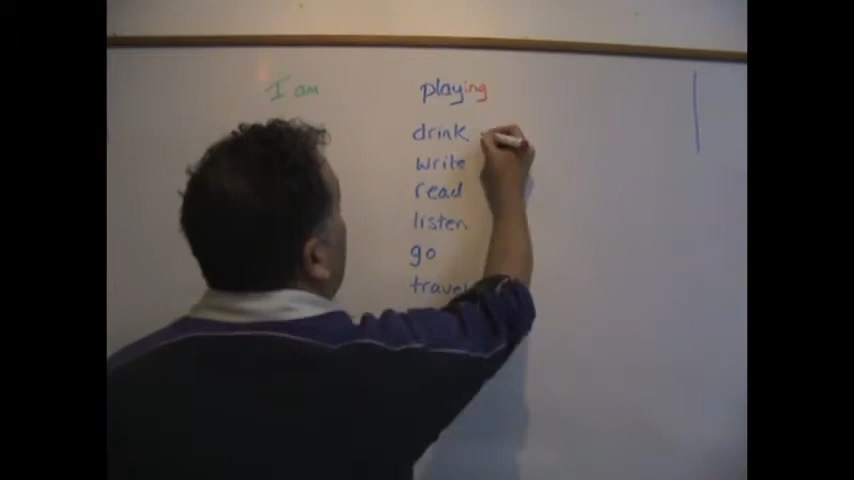 I am playing
drink
write
read
listen
go
travel